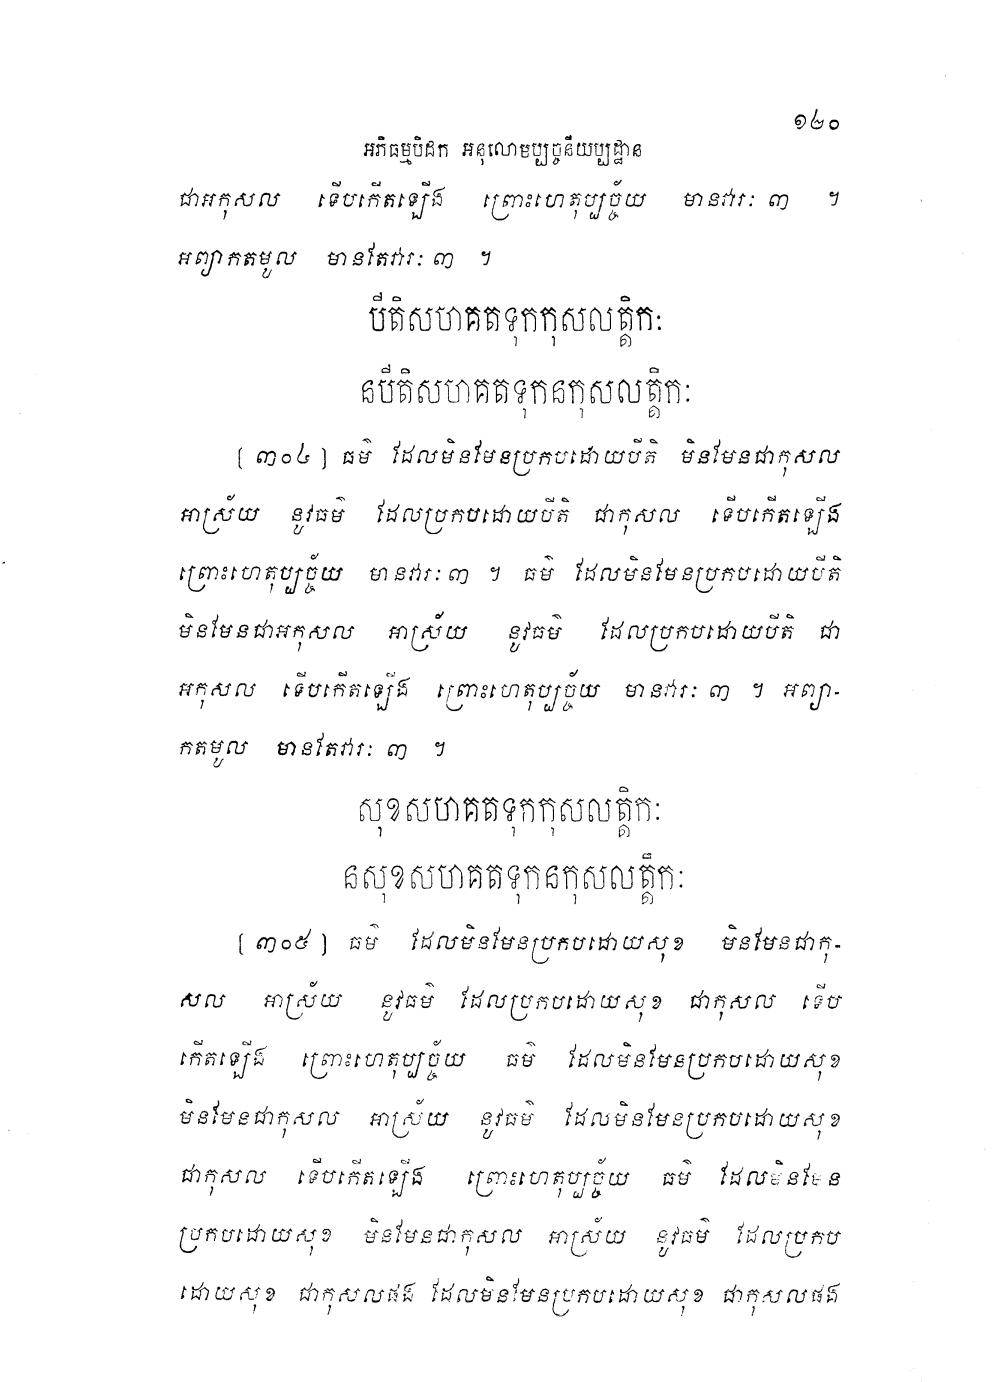 ១៤០
អភិធម្មបិដក អនុលោមប្បច្ចនីយប្បដ្ឋាន
ជាអកុសល ទើបកើតឡើង ព្រោះហេតុប្បច្ច័យ មានវារៈ ៣ ។
អព្យាកតមូល មានតែវារៈ ៣ ។
បីតិសហគតទុកកុសលត្តិកៈ
នបីតិសហគតទុកនកុសលត្តិកៈ
[ ៣០៤ ] ធម៌ ដែលមិនមែនប្រកបដោយបីតិ មិនមែនជាកុសល
អាស្រ័យ នូវធម៌ ដែលប្រកបដោយបីតិ ជាកុសល ទើបកើតឡើង
ព្រោះហេតុប្បច្ច័យ មានវារៈ ៣ ។ ធម៌ ដែលមិនមែនប្រកបដោយបីតិ
មិនមែនជាអកុសល អាស្រ័យ នូវធម៌ ដែលប្រកបដោយបីតិ ជា
អកុសល ទើបកើតឡើង ព្រោះហេតុប្បច្ច័យ មានវារៈ ៣ ។ អព្យា-
កតមូល មានតែវារៈ ៣ ។
សុខសហគតទុកកុសលត្តិកៈ
នសុខសហគតទុកនកុសលត្តិកៈ
[ ៣០៥ ] ធម៌ ដែលមិនមែនប្រកបដោយសុខ មិនមែនជាកុ-
សល អាស្រ័យ នូវធម៌ ដែលប្រកបដោយសុខ ជាកុសល ទើប
កើតឡើង ព្រោះហេតុប្បច្ច័យ ធម៌ ដែលមិនមែនប្រកបដោយសុខ
មិនមែនជាកុសល អាស្រ័យ នូវធម៌ ដែលមិនមែនប្រកបដោយសុខ
ជាកុសល ទើបកើតឡើង ព្រោះហេតុប្បច្ច័យ ធម៌ ដែលមិនមែន
ប្រកបដោយសុខ មិនមែនជាកុសល អាស្រ័យ នូវធម៌ ដែលប្រកប
ដោយសុខ ជាកុសលផង ដែលមិនមែនប្រកបដោយសុខ ជាកុសលផង